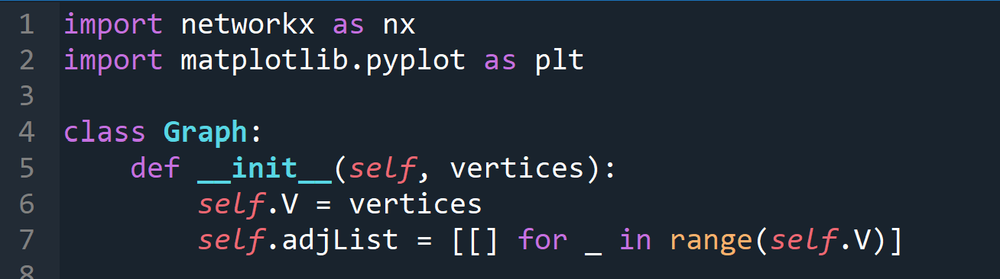 1 import networkx as nx
2 import matplotlib.pyplot as plt
3
4 class Graph:
5     def __init__(self, vertices):
6         self.V = vertices
7         self.adjList = [[] for _ in range(self.V)]
8